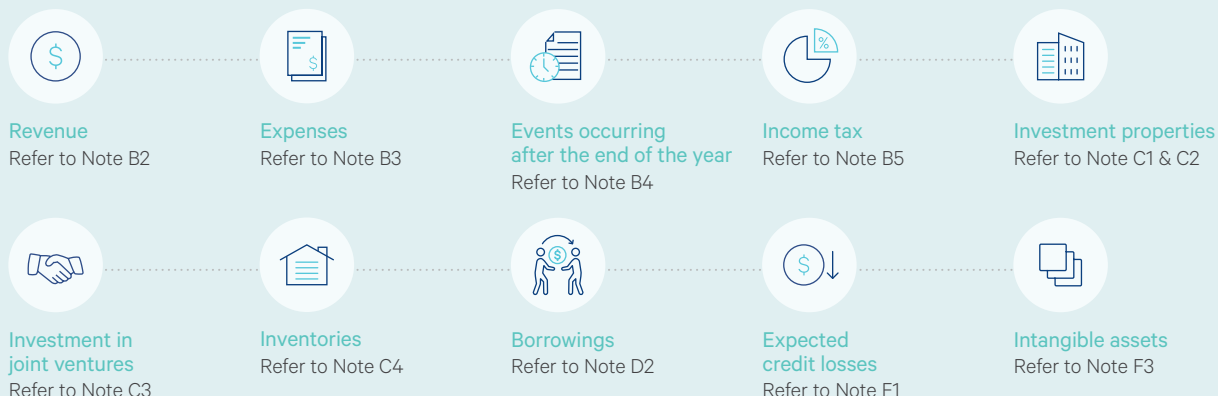 $
Revenue
Refer to Note B2
$
Expenses
Refer to Note B3
Events occurring
after the end of the year
Refer to Note B4
%
Income tax
Refer to Note B5
Investment properties
Refer to Note C1 & C2
Investment in
joint ventures
Refer to Note C3
Inventories
Refer to Note C4
$
Borrowings
Refer to Note D2
$
Expected
credit losses
Refer to Note F1
Intangible assets
Refer to Note F3